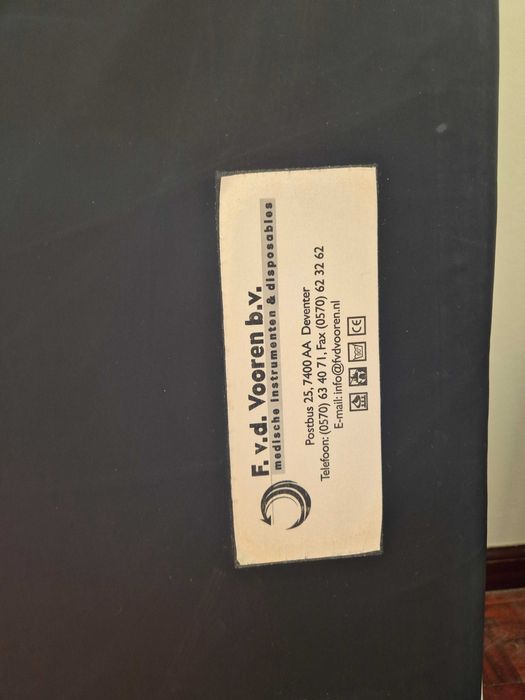 F. v.d. Vooren b.v.
medische instrumenten & disposables
Postbus 25, 7400 AA Deventer
Telefoon: (0570) 63 40 71, Fax (0570) 62 32 62
E-mail: info@fvdvooren.nl
CE